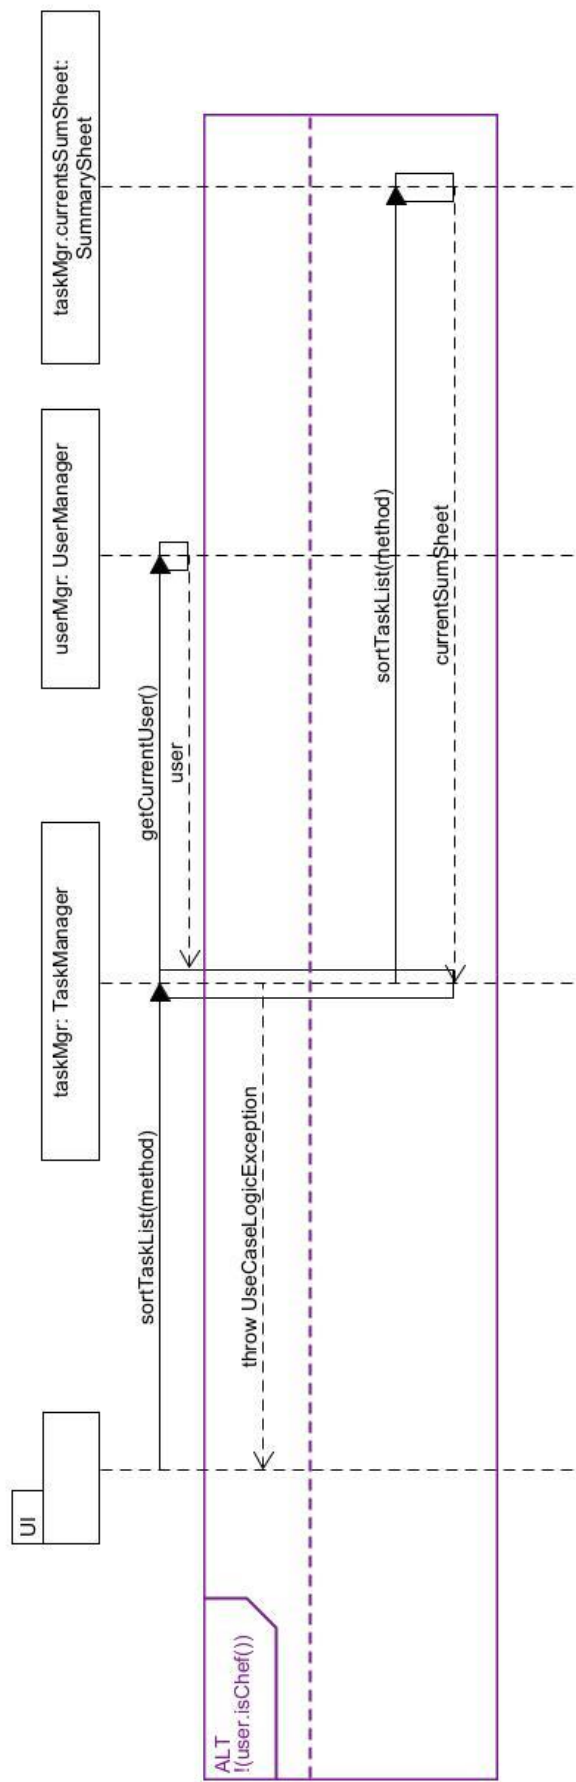 UI
taskMgr: TaskManager
userMgr: UserManager
taskMgr.currentsSumSheet:
SummarySheet
sortTaskList(method)
getCurrentUser()
user
ALT
!(user.isChef())
throw UseCaseLogicException
sortTaskList(method)
currentSumSheet